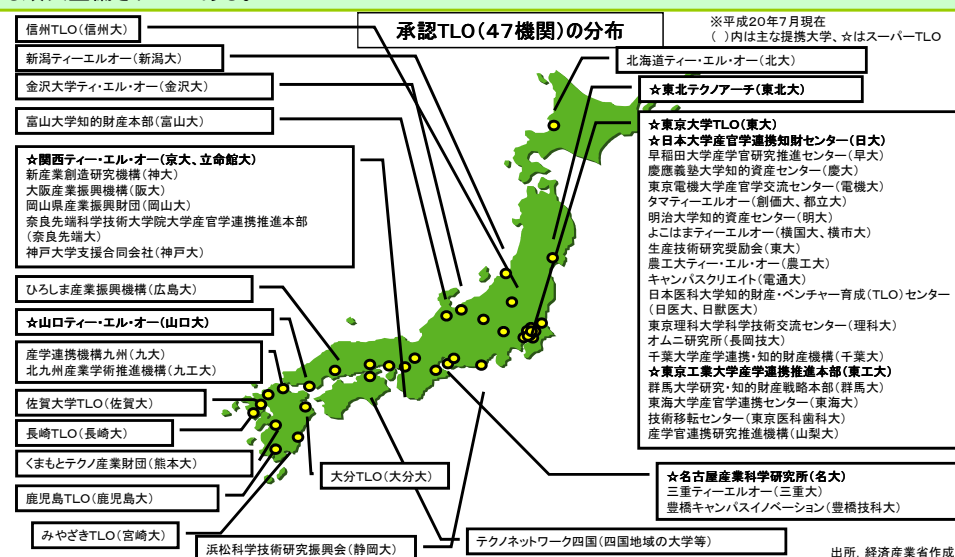 承認TLO(47機関)の分布
※平成20年7月現在
( )内は主な提携大学、☆はスーパーTLO
信州TLO(信州大)
新潟ティーエルオー(新潟大)
金沢大学ティ・エル・オー(金沢大)
富山大学知的財産本部(富山大)
☆関西ティー・エル・オー(京大、立命館大)
新産業創造研究機構(神大)
大阪産業振興機構(阪大)
岡山県産業振興財団(岡山大)
奈良先端科学技術大学院大学産官学連携推進本部
(奈良先端大)
神戸大学支援合同会社(神戸大)
ひろしま産業振興機構(広島大)
☆山口ティー・エル・オー(山口大)
産学連携機構九州(九大)
北九州産業学術推進機構(九工大)
佐賀大学TLO(佐賀大)
長崎TLO(長崎大)
くまもとテクノ産業財団(熊本大)
鹿児島TLO(鹿児島大)
みやざきTLO(宮崎大)
大分TLO(大分大)
浜松科学技術研究振興会(静岡大)
テクノネットワーク四国(四国地域の大学等)
北海道ティー・エル・オー(北大)
☆東北テクノアーチ(東北大)
☆東京大学TLO(東大)
☆日本大学産官学連携知財センター(日大)
早稲田大学産学官研究推進センター(早大)
慶應義塾大学知的資産センター(慶大)
東京電機大学産官学交流センター(電機大)
タマティーエルオー(創価大、都立大)
明治大学知的資産センター(明大)
よこはまティーエルオー(横国大、横市大)
生産技術研究奨励会(東大)
農工大ティー・エル・オー(農工大)
キャンパスクリエイト(電通大)
日本医科大学知的財産・ベンチャー育成(TLO)センター
(日医大、日獣医大)
東京理科大学科学技術交流センター(理科大)
オムニ研究所(長岡技大)
千葉大学産学連携・知的財産機構(千葉大)
☆東京工業大学産学連携推進本部(東工大)
群馬大学研究・知的財産戦略本部(群馬大)
東海大学産官学連携センター(東海大)
技術移転センター(東京医科歯科大)
産学官連携研究推進機構(山梨大)
☆名古屋産業科学研究所(名大)
三重ティーエルオー(三重大)
豊橋キャンパスイノベーション(豊橋技科大)
出所.経済産業省作成